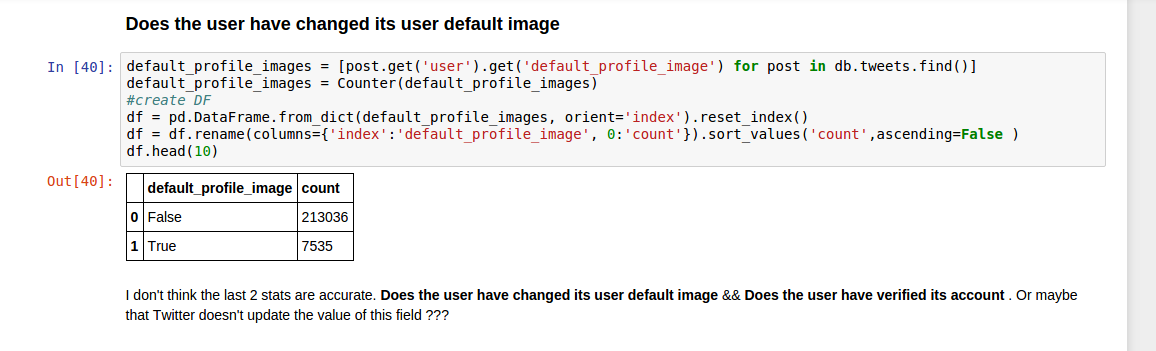 Does the user have changed its user default image
In [40]: default_profile_images = [post.get('user').get('default_profile_image') for post in db.tweets.find()]
default_profile_images = Counter(default_profile_images)
#create DF
df = pd.DataFrame.from_dict(default_profile_images, orient='index').reset_index()
df = df.rename(columns={'index':'default_profile_image', 0:'count'}).sort_values('count',ascending=False )
df.head(10)
Out[40]:
default_profile_image count
0 False 213036
1 True 7535
I don't think the last 2 stats are accurate. Does the user have changed its user default image && Does the user have verified its account . Or maybe
that Twitter doesn't update the value of this field ???